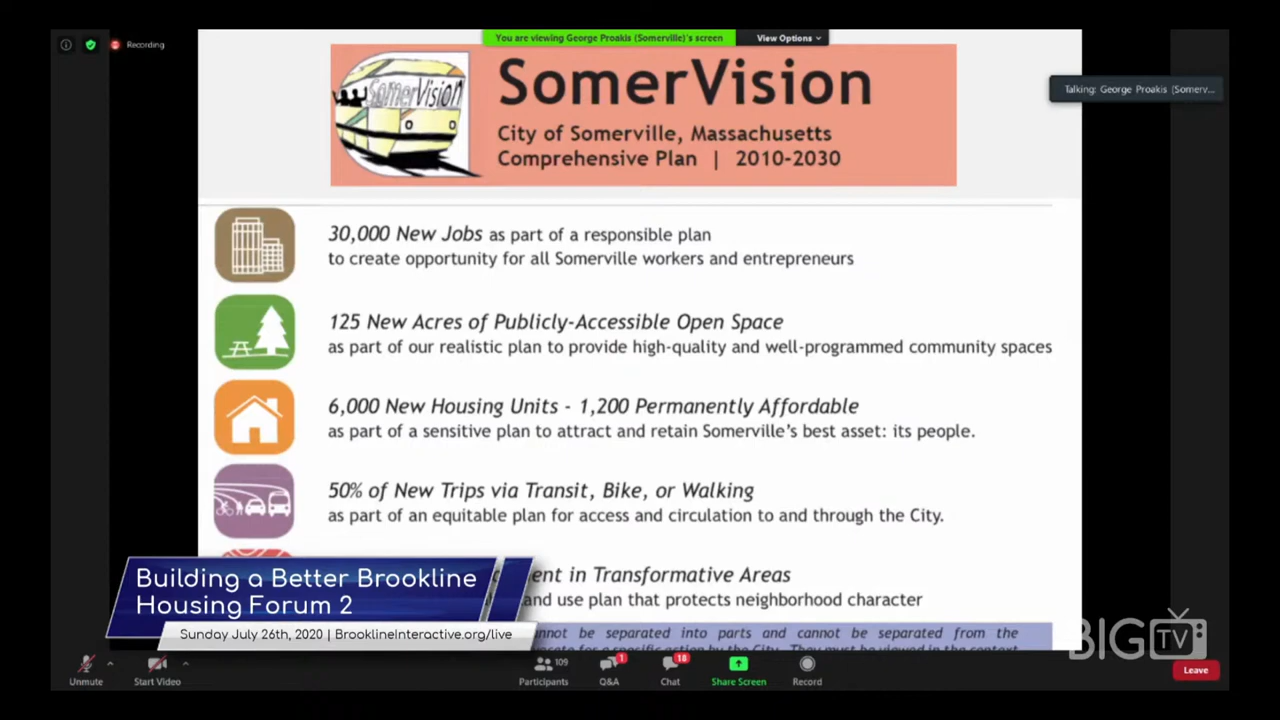 Recording
You are viewing George Proakis (Somerville)'s screen
View Options
Talking: George Proakis (Somerv...
SomerVision
SomerVision
City of Somerville, Massachusetts
Comprehensive Plan | 2010-2030
30,000 New Jobs as part of a responsible plan
to create opportunity for all Somerville workers and entrepreneurs
125 New Acres of Publicly-Accessible Open Space
as part of our realistic plan to provide high-quality and well-programmed community spaces
6,000 New Housing Units - 1,200 Permanently Affordable
as part of a sensitive plan to attract and retain Somerville's best asset: its people.
50% of New Trips via Transit, Bike, or Walking
as part of an equitable plan for access and circulation to and through the City.
ent in Transformative Areas
and use plan that protects neighborhood character
nnot be separated into parts and cannot be separated from the
a specific action by the City. They must be viewed in the context
Building a Better Brookline
Housing Forum 2
Sunday July 26th, 2020 | BrooklineInteractive.org/live
BIG TV
Unmute
Start Video
109
Participants
1
Q&A
18
Chat
Share Screen
Record
Leave